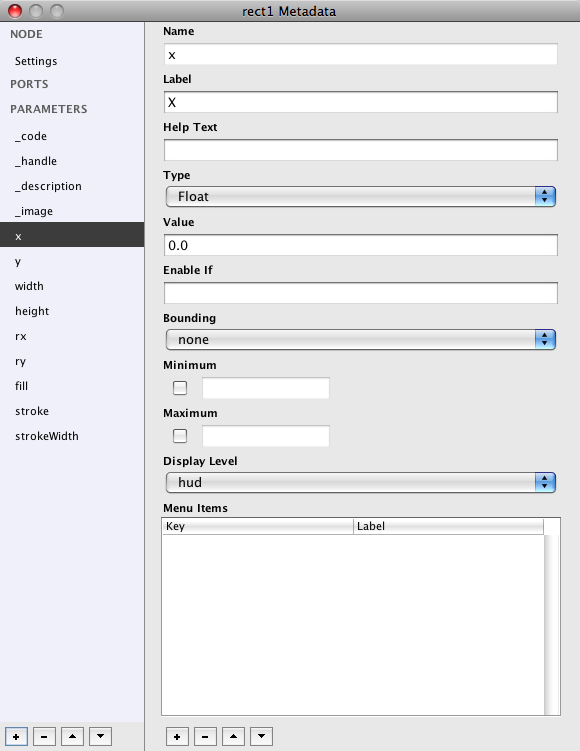 rect1 Metadata
NODE
Settings
PORTS
PARAMETERS
_code
_handle
_description
_image
x
y
width
height
rx
ry
fill
stroke
strokeWidth
Name
x
Label
X
Help Text
Type
Float
Value
0.0
Enable If
Bounding
none
Minimum
Maximum
Display Level
hud
Menu Items
Key Label